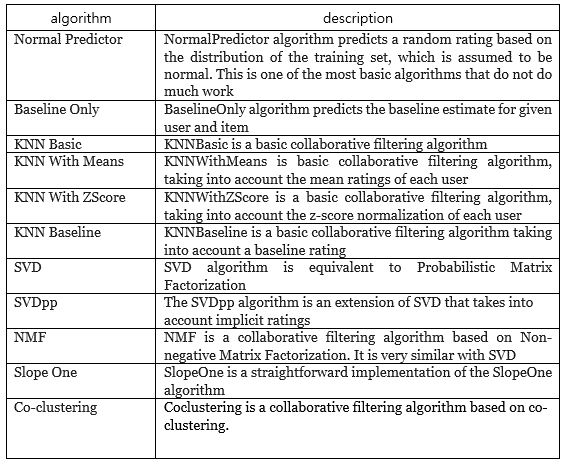 algorithm description
Normal Predictor NormalPredictor algorithm predicts a random rating based on
the distribution of the training set, which is assumed to be
normal. This is one of the most basic algorithms that do not do
much work
Baseline Only BaselineOnly algorithm predicts the baseline estimate for given
user and item
KNN Basic KNNBasic is a basic collaborative filtering algorithm
KNN With Means KNNWithMeans is basic collaborative filtering algorithm,
taking into account the mean ratings of each user
KNN With ZScore KNNWithZScore is a basic collaborative filtering algorithm,
taking into account the z-score normalization of each user
KNN Baseline KNNBaseline is a basic collaborative filtering algorithm taking
into account a baseline rating
SVD SVD algorithm is equivalent to Probabilistic Matrix
Factorization
SVDpp The SVDpp algorithm is an extension of SVD that takes into
account implicit ratings
NMF NMF is a collaborative filtering algorithm based on Non-
negative Matrix Factorization. It is very similar with SVD
Slope One SlopeOne is a straightforward implementation of the SlopeOne
algorithm
Co-clustering Coclustering is a collaborative filtering algorithm based on co-
clustering.